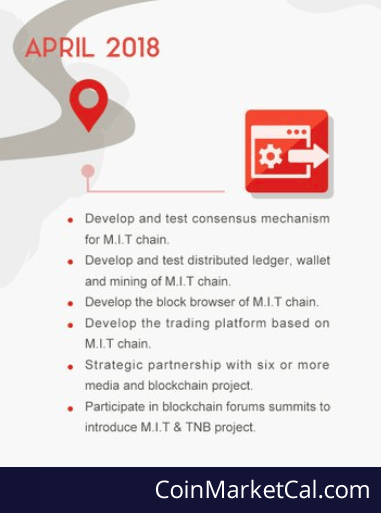 APRIL 2018
Develop and test consensus mechanism
for M.I.T chain.
Develop and test distributed ledger, wallet
and mining of M.I.T chain.
Develop the block browser of M.I.T chain.
Develop the trading platform based on
M.I.T chain.
Strategic partnership with six or more
media and blockchain project.
Participate in blockchain forums summits to
introduce M.I.T & TNB project.
CoinMarketCal.com